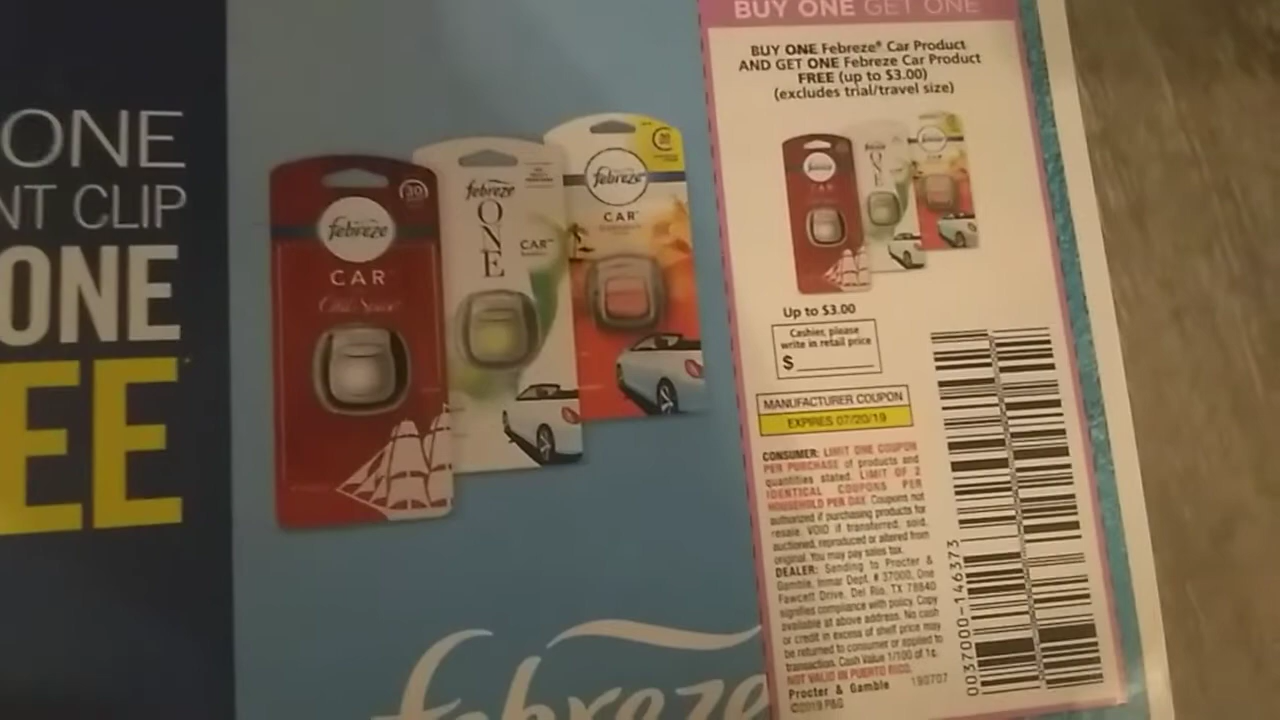 ONE
NT CLIP
ONE
EE
30
febreze
CAR
Old Spice
febreze
ONE
CAR
febreze
CAR
febreze
BUY ONE GET ONE
BUY ONE Febreze® Car Product
AND GET ONE Febreze Car Product
FREE (up to $3.00)
(excludes trial/travel size)
CAR
ONE
Up to $3.00
Cashier, please
write in retail price
$
MANUFACTURER COUPON
EXPIRES 07/20/19
CONSUMER: LIMIT ONE COUPON
PER PURCHASE of products and
quantities stated. LIMIT OF 2
IDENTICAL COUPONS PER
HOUSEHOLD PER DAY. Coupons not
authorized if purchasing products for
resale. VOID if transferred, sold,
auctioned, reproduced or altered from
original. You may pay sales tax.
DEALER: Sending to Procter &
Gamble, Inmar Dept. # 37000, One
Fawcett Drive, Del Rio, TX 78840
signifies compliance with policy. Copy
available at above address. No cash
or credit in excess of shelf price may
be returned to consumer or applied to
transaction. Cash Value 1/100 of 1¢.
NOT VALID IN PUERTO RICO.
Procter & Gamble 190707
©2019 P&G
0037000-146373